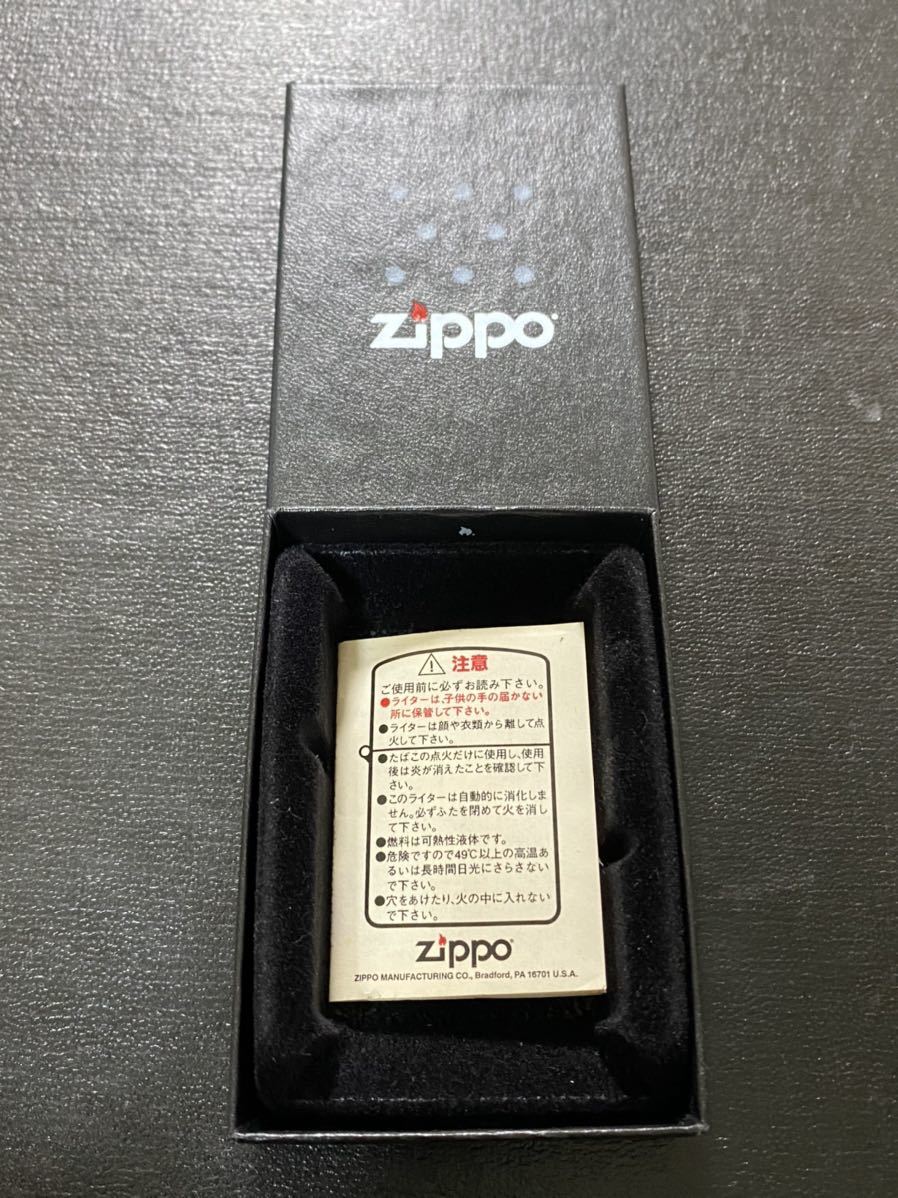 zippo
注意
ご使用前に必ずお読み下さい。
●ライターは、子供の手の届かない
所に保管して下さい。
●ライターは顔や衣類から離して点
火して下さい。
●たばこの点火だけに使用し、使用
後は炎が消えたことを確認して下
さい。
●このライターは自動的に消化しま
せん。必ずふたを閉めて火を消し
て下さい。
●燃料は可熱性液体です。
●危険ですので49℃以上の高温あ
るいは長時間日光にさらさない
で下さい。
●穴をあけたり、火の中に入れない
で下さい。
zippo
ZIPPO MANUFACTURING CO., Bradford, PA 16701 U.S.A.